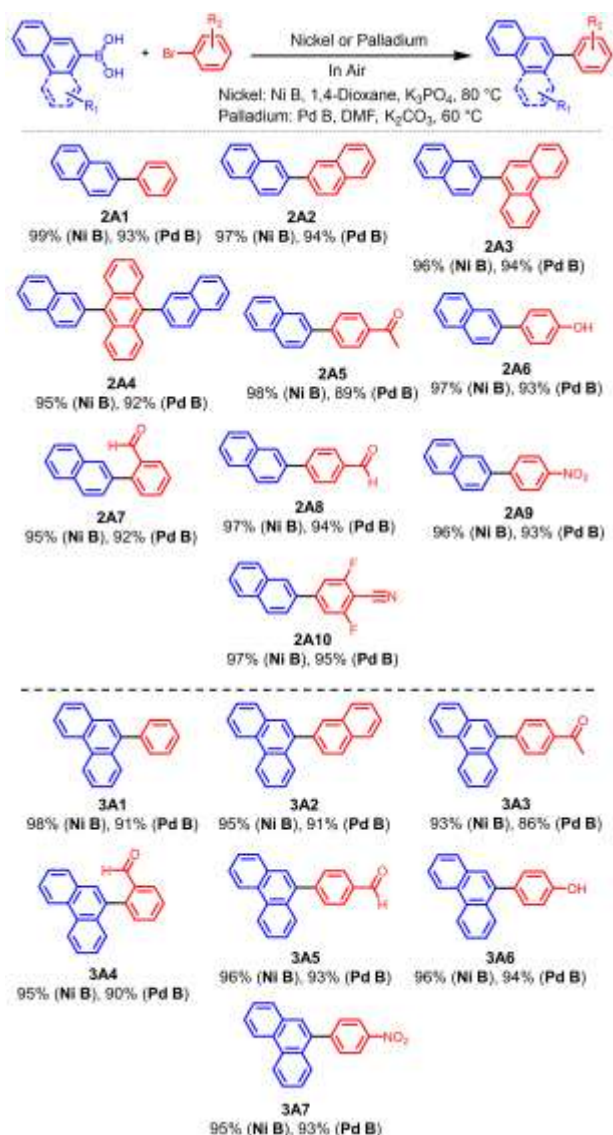 R₂
OH
B
OH
+
Br
R₁
Nickel or Palladium
In Air
Nickel: Ni B, 1,4-Dioxane, K₃PO₄, 80 °C
Palladium: Pd B, DMF, K₂CO₃, 60 °C
R₂
R₁
2A1
99% (Ni B), 93% (Pd B)
2A2
97% (Ni B), 94% (Pd B)
2A3
96% (Ni B), 94% (Pd B)
2A4
95% (Ni B), 92% (Pd B)
O
2A5
98% (Ni B), 89% (Pd B)
OH
2A6
97% (Ni B), 93% (Pd B)
H O
2A7
95% (Ni B), 92% (Pd B)
O
H
2A8
97% (Ni B), 94% (Pd B)
NO₂
2A9
96% (Ni B), 93% (Pd B)
F
N
F
2A10
97% (Ni B), 95% (Pd B)
3A1
98% (Ni B), 91% (Pd B)
3A2
95% (Ni B), 91% (Pd B)
O
3A3
93% (Ni B), 86% (Pd B)
H O
3A4
95% (Ni B), 90% (Pd B)
O
H
3A5
96% (Ni B), 93% (Pd B)
OH
3A6
96% (Ni B), 94% (Pd B)
NO₂
3A7
95% (Ni B), 93% (Pd B)